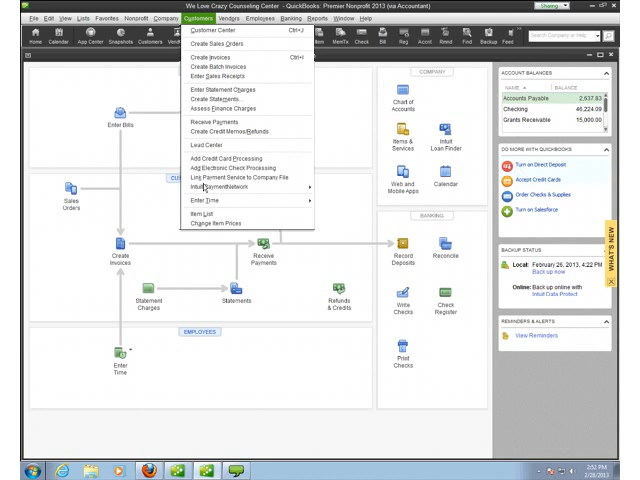 We Love Crazy Counseling Center - QuickBooks: Premier Nonprofit 2013 (via Accountant)
Sharing
File Edit View Lists Favorites Nonprofit Company Customers Vendors Employees Banking Reports Window Help
Home Calendar App Center Snapshots Customers Item MemTx Check Bill Reg Accnt Rmnd Find Backup Feed
Search Company or Help...
Customer Center Ctrl+J
Create Sales Orders
Create Invoices Ctrl+I
Create Batch Invoices
Enter Sales Receipts
Enter Statement Charges
Create Statements...
Assess Finance Charges
Receive Payments
Create Credit Memos/Refunds
Lead Center
Add Credit Card Processing
Add Electronic Check Processing
Link Payment Service to Company File
Intuit PaymentNetwork
Enter Time
Item List
Change Item Prices
Enter Bills
CU
Sales
Orders
Create
Invoices
Receive
Payments
Statement
Charges
Statements
Refunds
& Credits
EMPLOYEES
Enter
Time
COMPANY
Chart of
Accounts
Items &
Services
Intuit
Loan Finder
Web and
Mobile Apps
Calendar
BANKING
Record
Deposits
Reconcile
Write
Checks
Check
Register
Print
Checks
ACCOUNT BALANCES
NAME BALANCE
Accounts Payable 2,637.83
Checking 46,224.09
Grants Receivable 15,000.00
DO MORE WITH QUICKBOOKS
Turn on Direct Deposit
Accept Credit Cards
Order Checks & Supplies
Turn on Salesforce
WHAT'S NEW
BACKUP STATUS
Local: February 26, 2013, 4:22 PM
Back up now
Online: Back up online with
Intuit Data Protect
REMINDERS & ALERTS
View Reminders
2:52 PM
2/28/2013